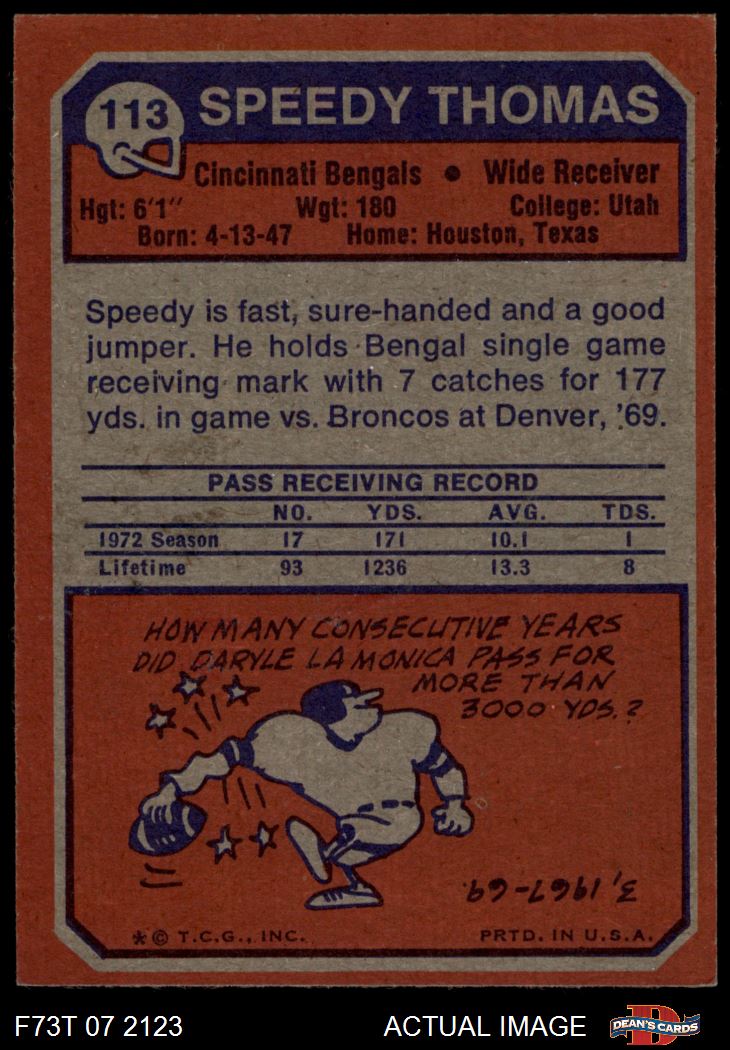 113 SPEEDY THOMAS
Cincinnati Bengals • Wide Receiver
Hgt: 6'1" Wgt: 180 College: Utah
Born: 4-13-47 Home: Houston, Texas
Speedy is fast, sure-handed and a good
jumper. He holds Bengal single game
receiving mark with 7 catches for 177
yds. in game vs. Broncos at Denver, '69.
PASS RECEIVING RECORD
NO. YDS. AVG. TDS.
1972 Season 17 171 10.1 1
Lifetime 93 1236 13.3 8
HOW MANY CONSECUTIVE YEARS
DID DARYLE LAMONICA PASS FOR
MORE THAN
3000 YDS.?
3, 1967-69
* © T.C.G., INC. PRTD. IN U.S.A.
F73T 07 2123 ACTUAL IMAGE DEAN'S CARDS